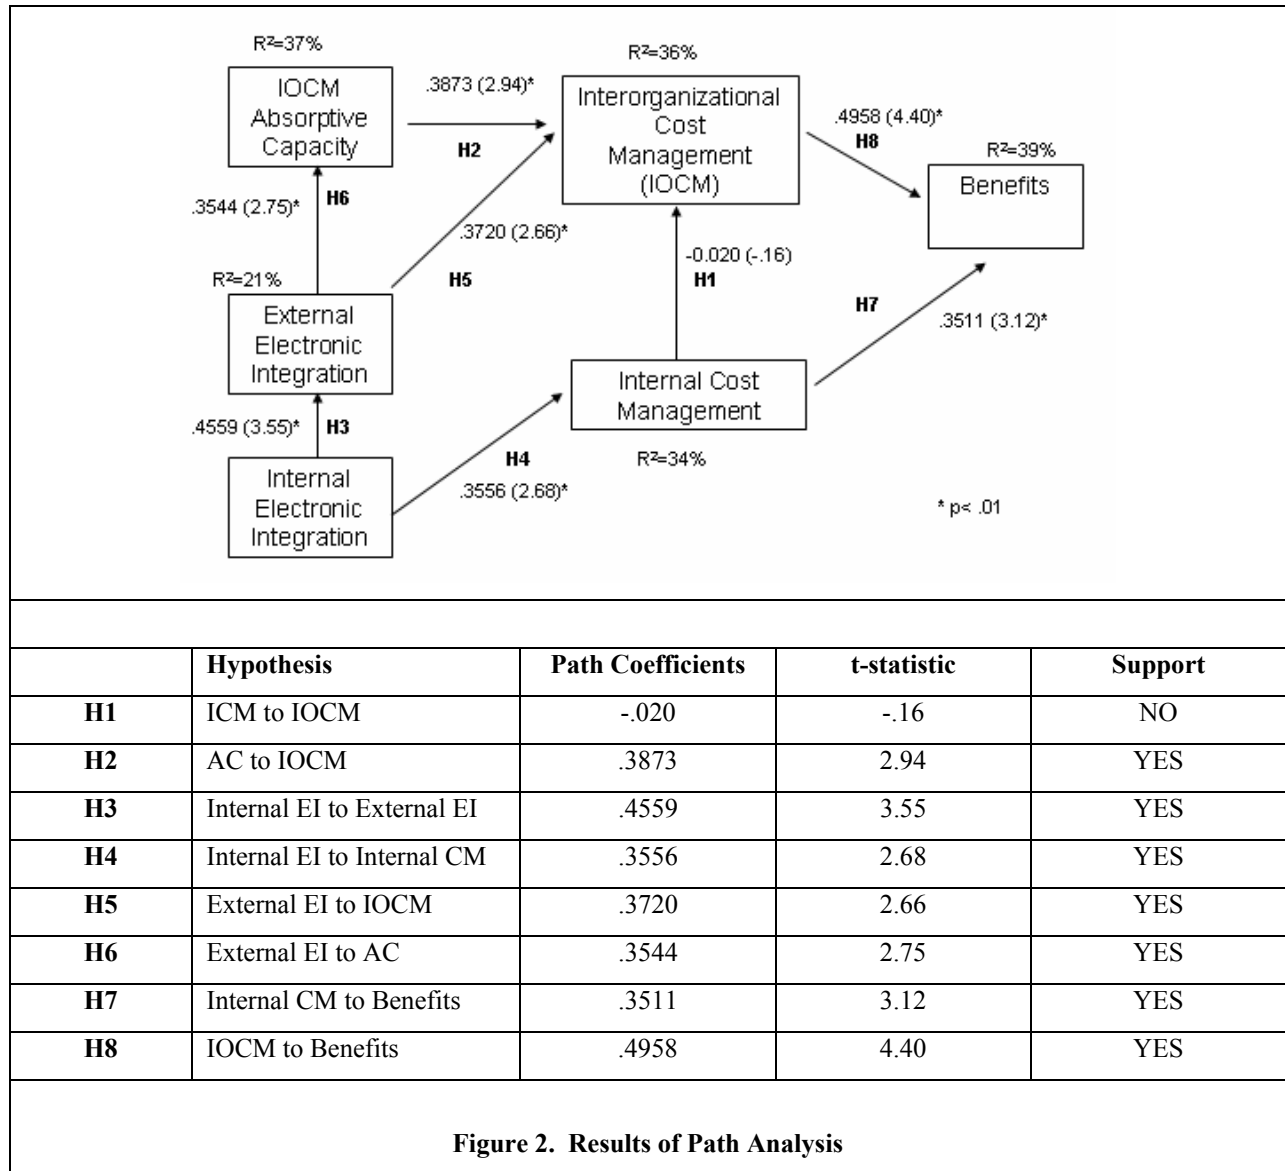 R²=37%
IOCM
Absorptive
Capacity
.3873 (2.94)*
H2
R²=36%
Interorganizational
Cost
Management
(IOCM)
.4958 (4.40)*
H8
R²=39%
Benefits
.3544 (2.75)*
H6
.3720 (2.66)*
H5
-0.020 (-.16)
H1
H7
.3511 (3.12)*
R²=21%
External
Electronic
Integration
Internal Cost
Management
R²=34%
.4559 (3.55)*
H3
H4
.3556 (2.68)*
Internal
Electronic
Integration
* p< .01
Hypothesis Path Coefficients t-statistic Support
H1 ICM to IOCM -.020 -.16 NO
H2 AC to IOCM .3873 2.94 YES
H3 Internal EI to External EI .4559 3.55 YES
H4 Internal EI to Internal CM .3556 2.68 YES
H5 External EI to IOCM .3720 2.66 YES
H6 External EI to AC .3544 2.75 YES
H7 Internal CM to Benefits .3511 3.12 YES
H8 IOCM to Benefits .4958 4.40 YES
Figure 2. Results of Path Analysis